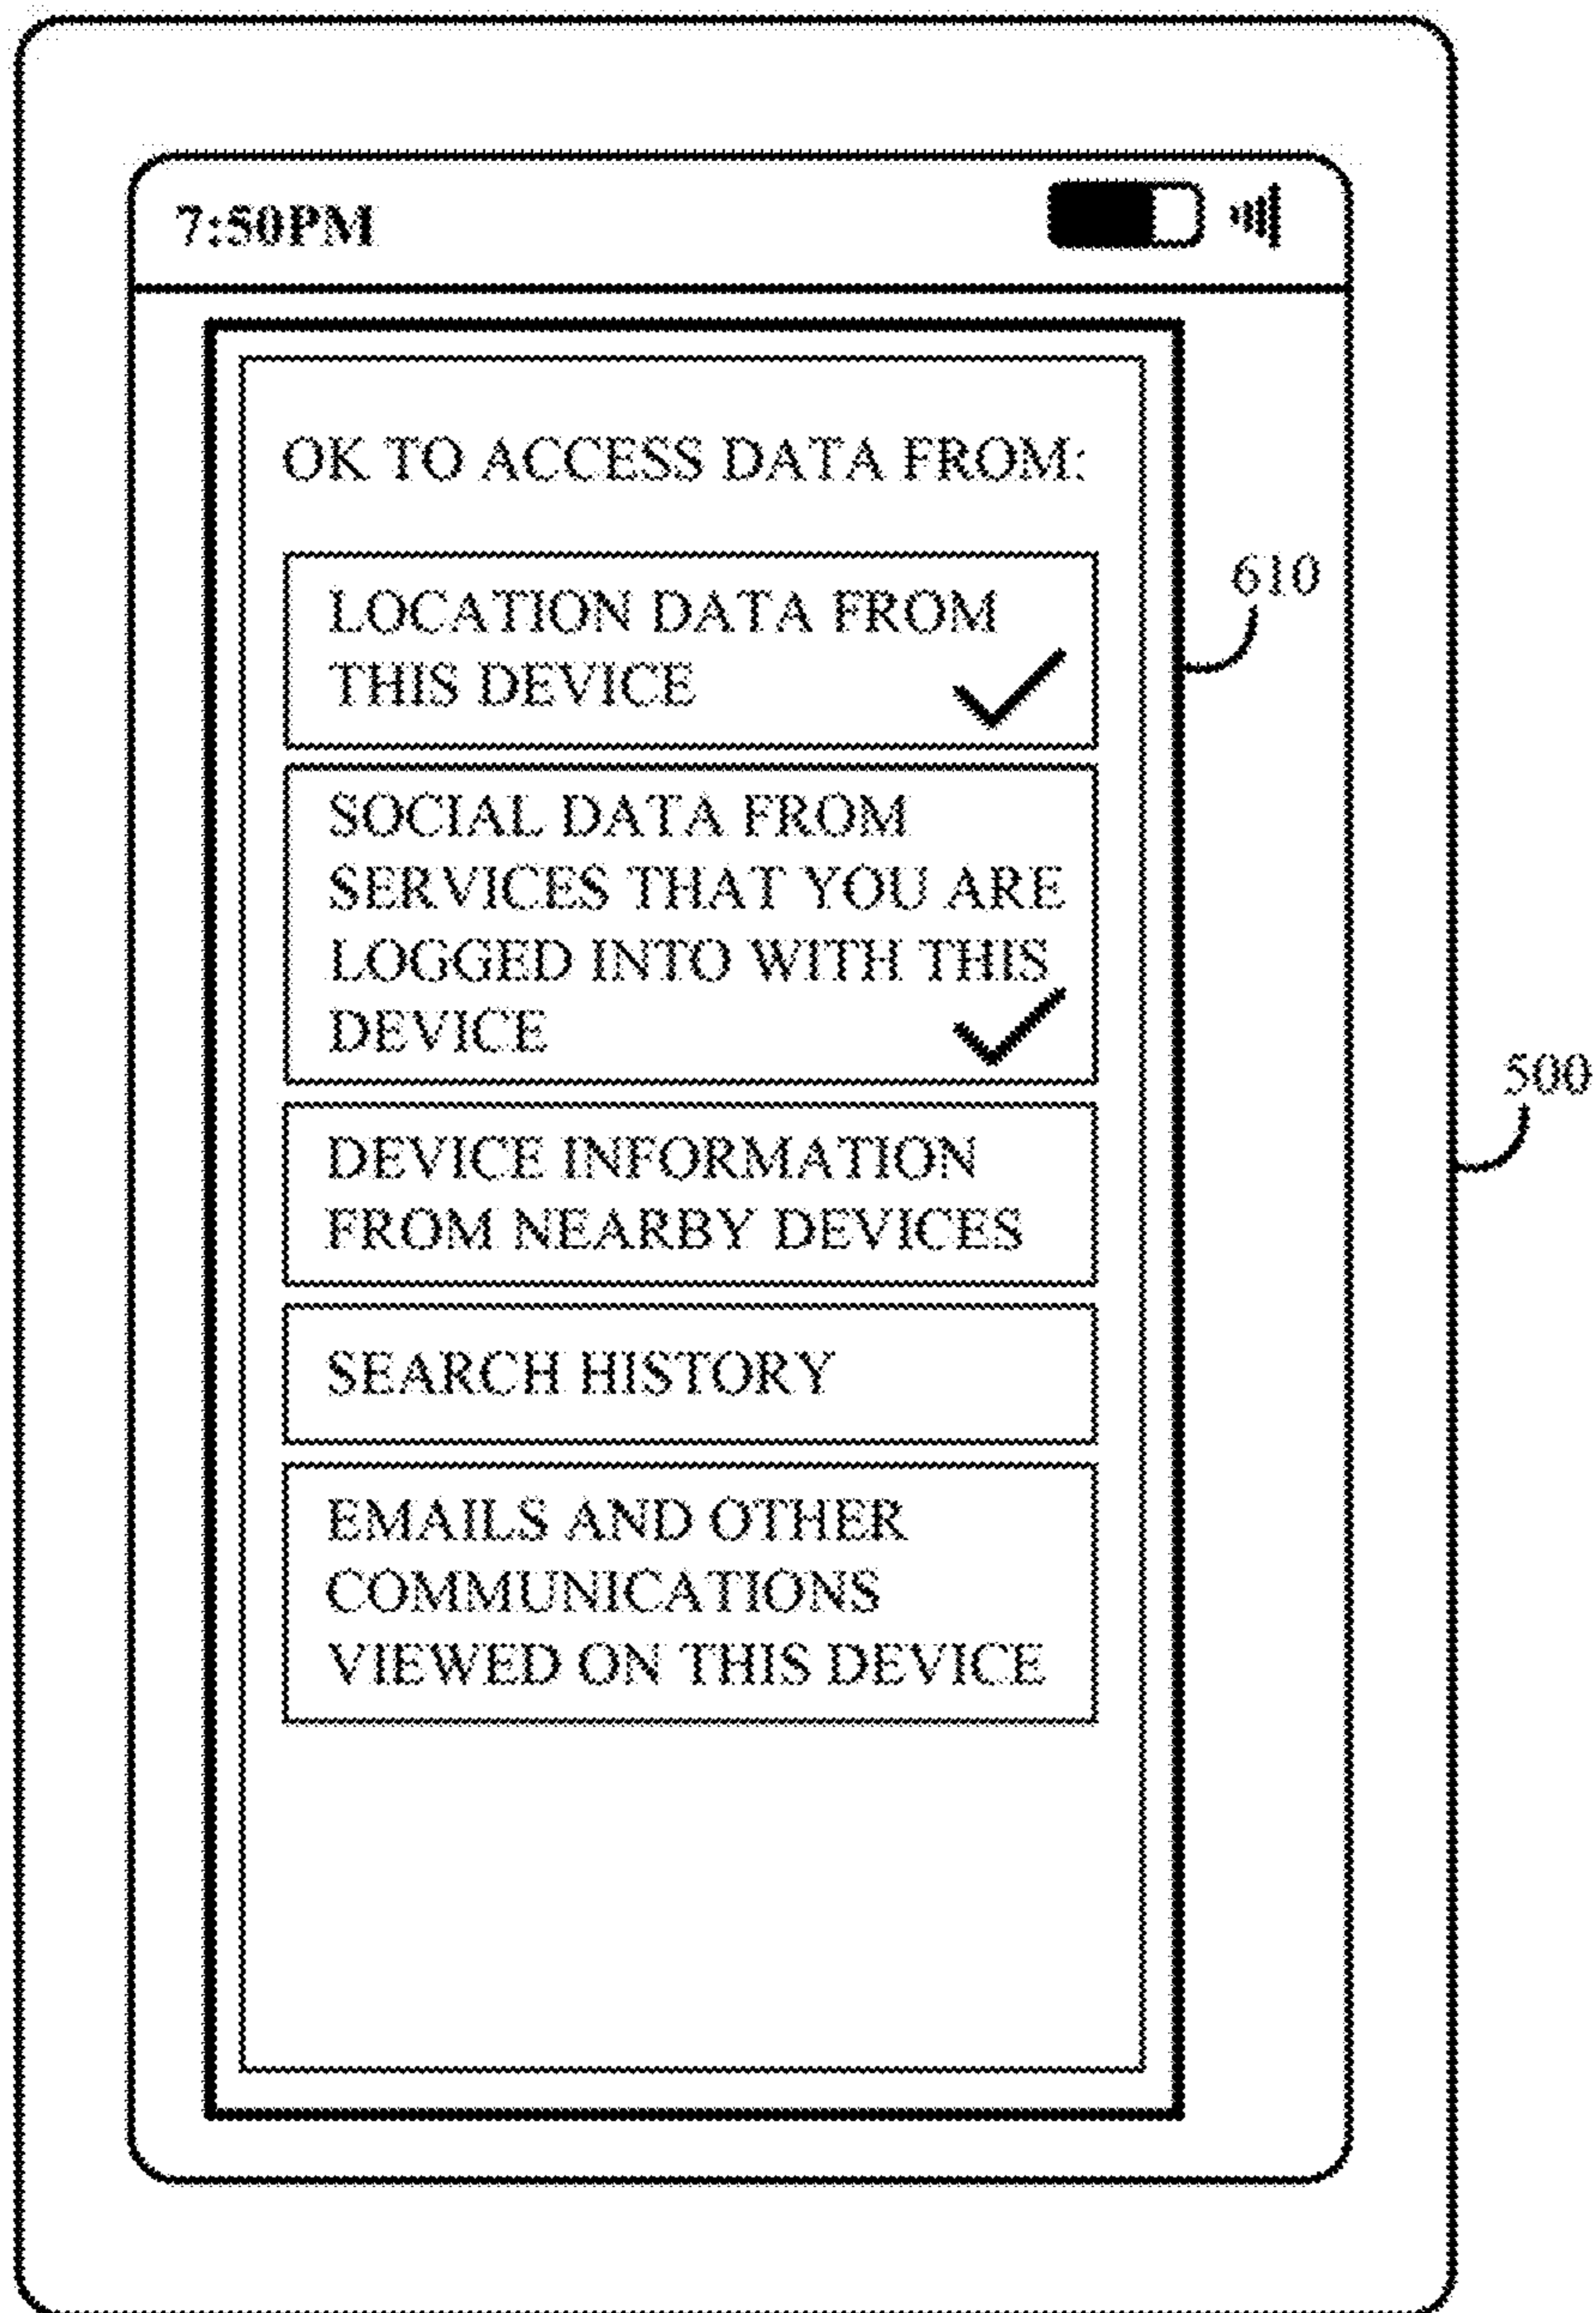 7:50PM
OK TO ACCESS DATA FROM:
LOCATION DATA FROM
THIS DEVICE
610
SOCIAL DATA FROM
SERVICES THAT YOU ARE
LOGGED INTO WITH THIS
DEVICE
500
DEVICE INFORMATION
FROM NEARBY DEVICES
SEARCH HISTORY
EMAILS AND OTHER
COMMUNICATIONS
VIEWED ON THIS DEVICE